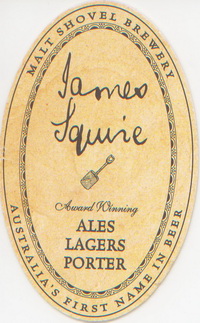 MALT SHOVEL BREWERY
James
Squire
Award Winning
ALES
LAGERS
PORTER
AUSTRALIA'S FIRST NAME IN BEER